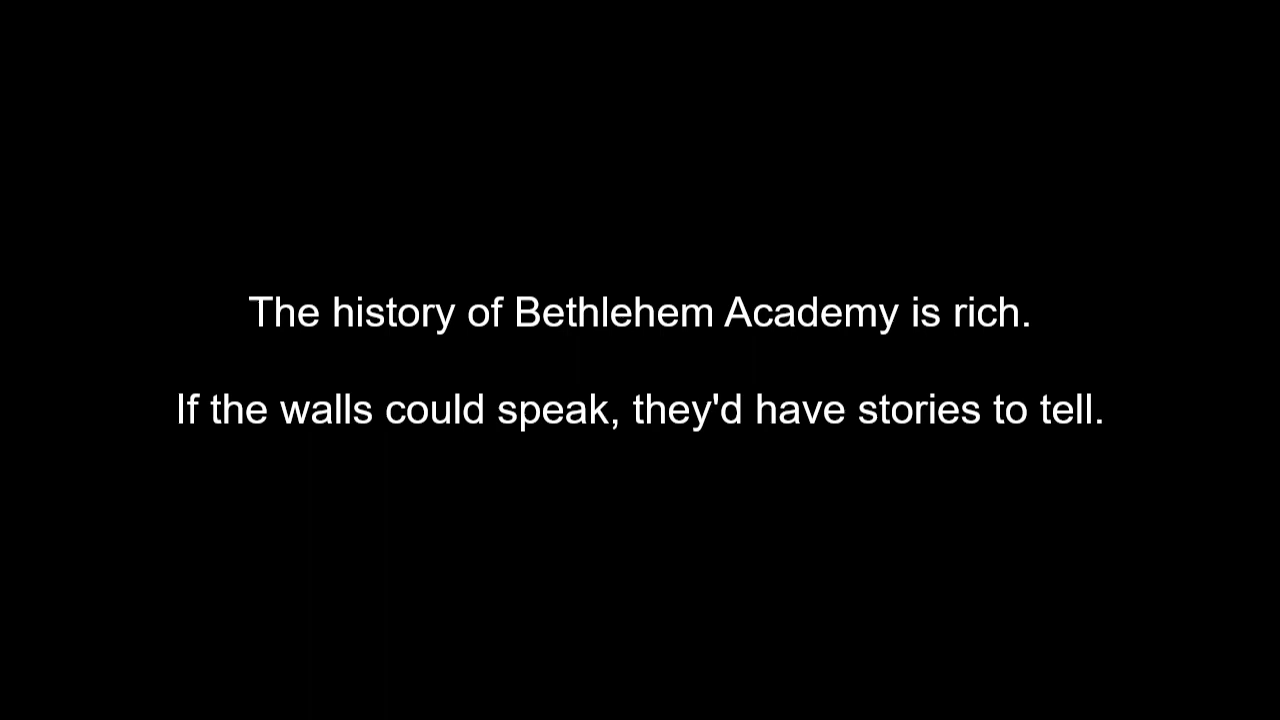 The history of Bethlehem Academy is rich.
If the walls could speak, they'd have stories to tell.